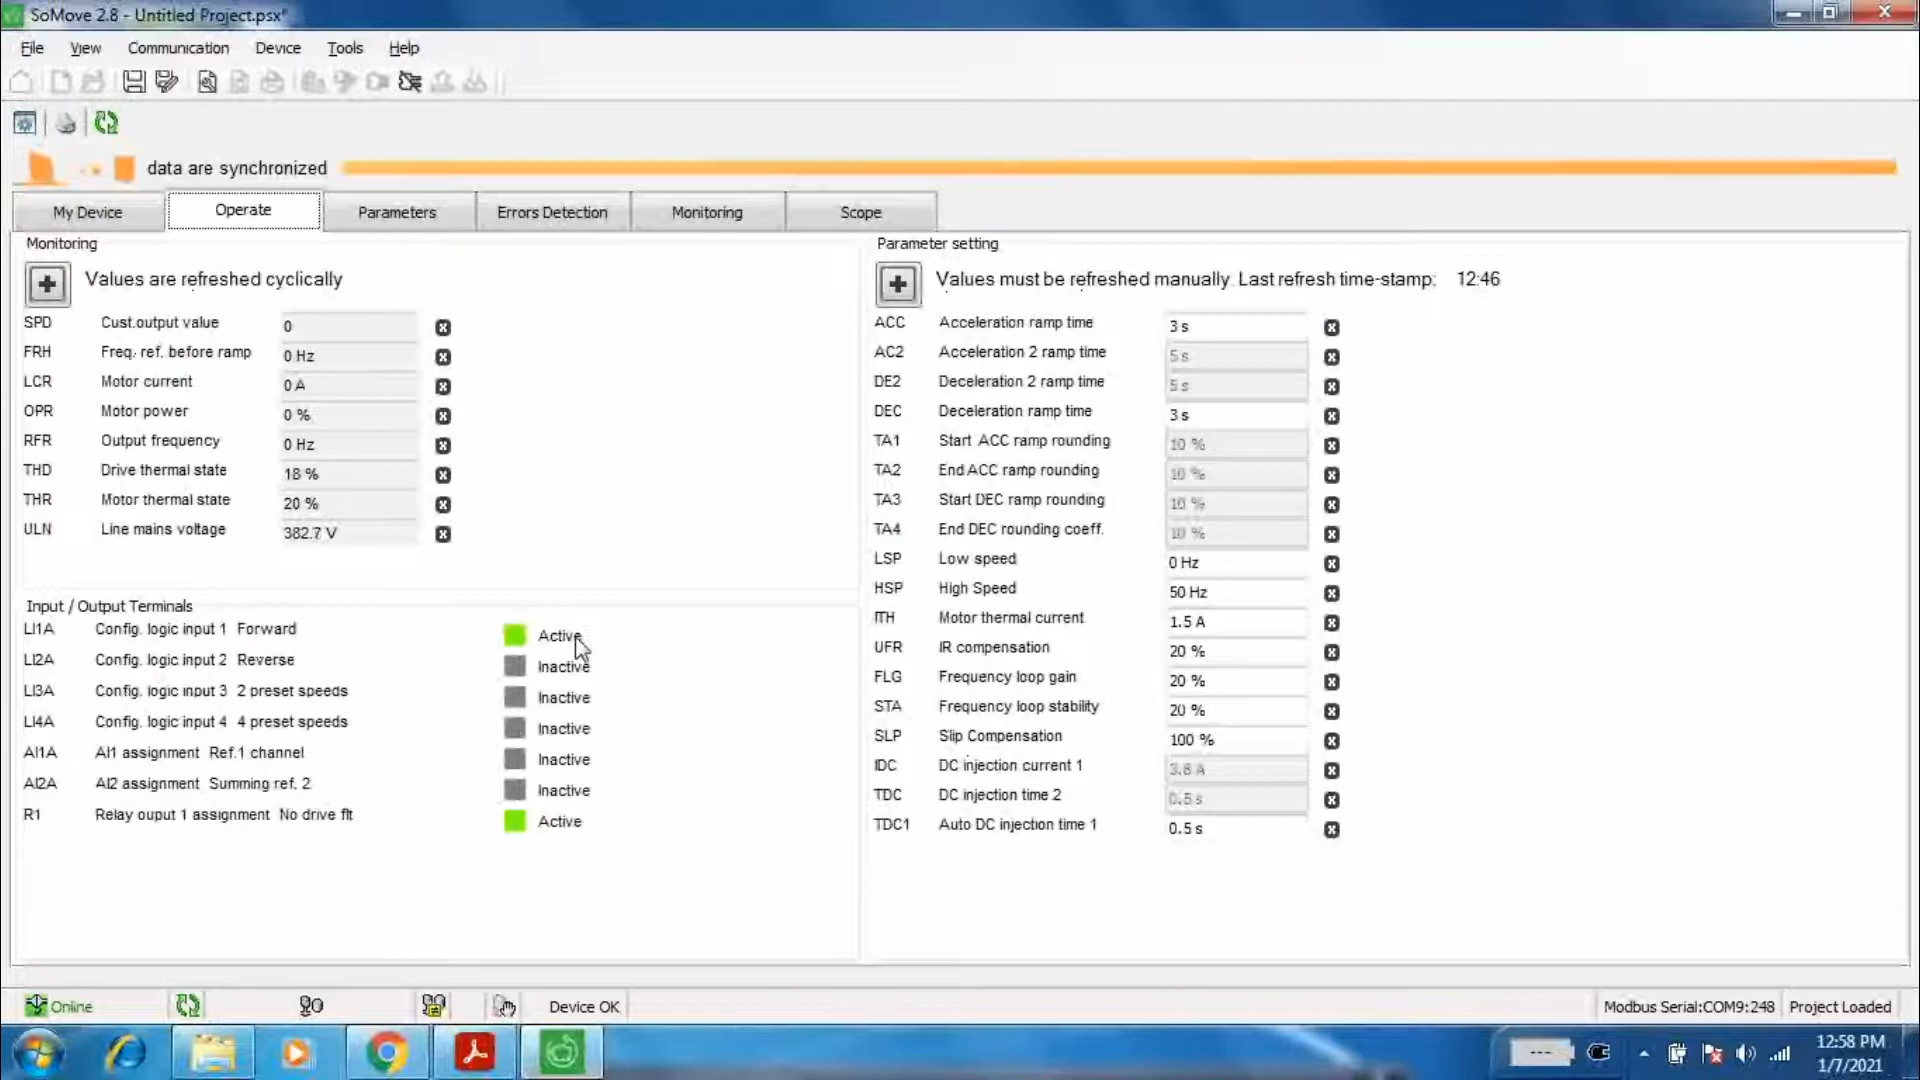 SoMove 2.8 - Untitled Project.psx*
File View Communication Device Tools Help
data are synchronized
My Device Operate Parameters Errors Detection Monitoring Scope
Monitoring
Values are refreshed cyclically
SPD Cust.output value 0
FRH Freq. ref. before ramp 0 Hz
LCR Motor current 0 A
OPR Motor power 0 %
RFR Output frequency 0 Hz
THD Drive thermal state 18 %
THR Motor thermal state 20 %
ULN Line mains voltage 382.7 V
Input / Output Terminals
LI1A Config. logic input 1 Forward Active
LI2A Config. logic input 2 Reverse Inactive
LI3A Config. logic input 3 2 preset speeds Inactive
LI4A Config. logic input 4 4 preset speeds Inactive
AI1A AI1 assignment Ref.1 channel Inactive
AI2A AI2 assignment Summing ref. 2 Inactive
R1 Relay ouput 1 assignment No drive flt Active
Parameter setting
Values must be refreshed manually. Last refresh time-stamp: 12:46
ACC Acceleration ramp time 3 s
AC2 Acceleration 2 ramp time 5 s
DE2 Deceleration 2 ramp time 5 s
DEC Deceleration ramp time 3 s
TA1 Start ACC ramp rounding 10 %
TA2 End ACC ramp rounding 10 %
TA3 Start DEC ramp rounding 10 %
TA4 End DEC rounding coeff. 10 %
LSP Low speed 0 Hz
HSP High Speed 50 Hz
ITH Motor thermal current 1.5 A
UFR IR compensation 20 %
FLG Frequency loop gain 20 %
STA Frequency loop stability 20 %
SLP Slip Compensation 100 %
IDC DC injection current 1 3.8 A
TDC DC injection time 2 0.5 s
TDC1 Auto DC injection time 1 0.5 s
Online Device OK Modbus Serial:COM9:248 Project Loaded
12:58 PM
1/7/2021